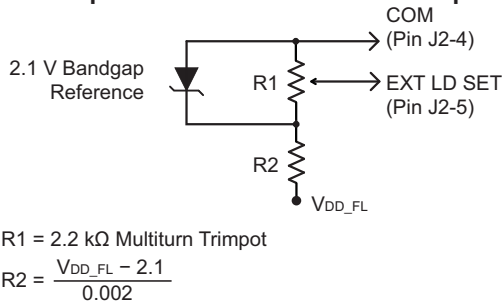 COM
(Pin J2-4)
2.1 V Bandgap
Reference
R1
EXT LD SET
(Pin J2-5)
R2
VDD_FL
R1 = 2.2 kΩ Multiturn Trimpot
R2 = VDD_FL − 2.1
0.002